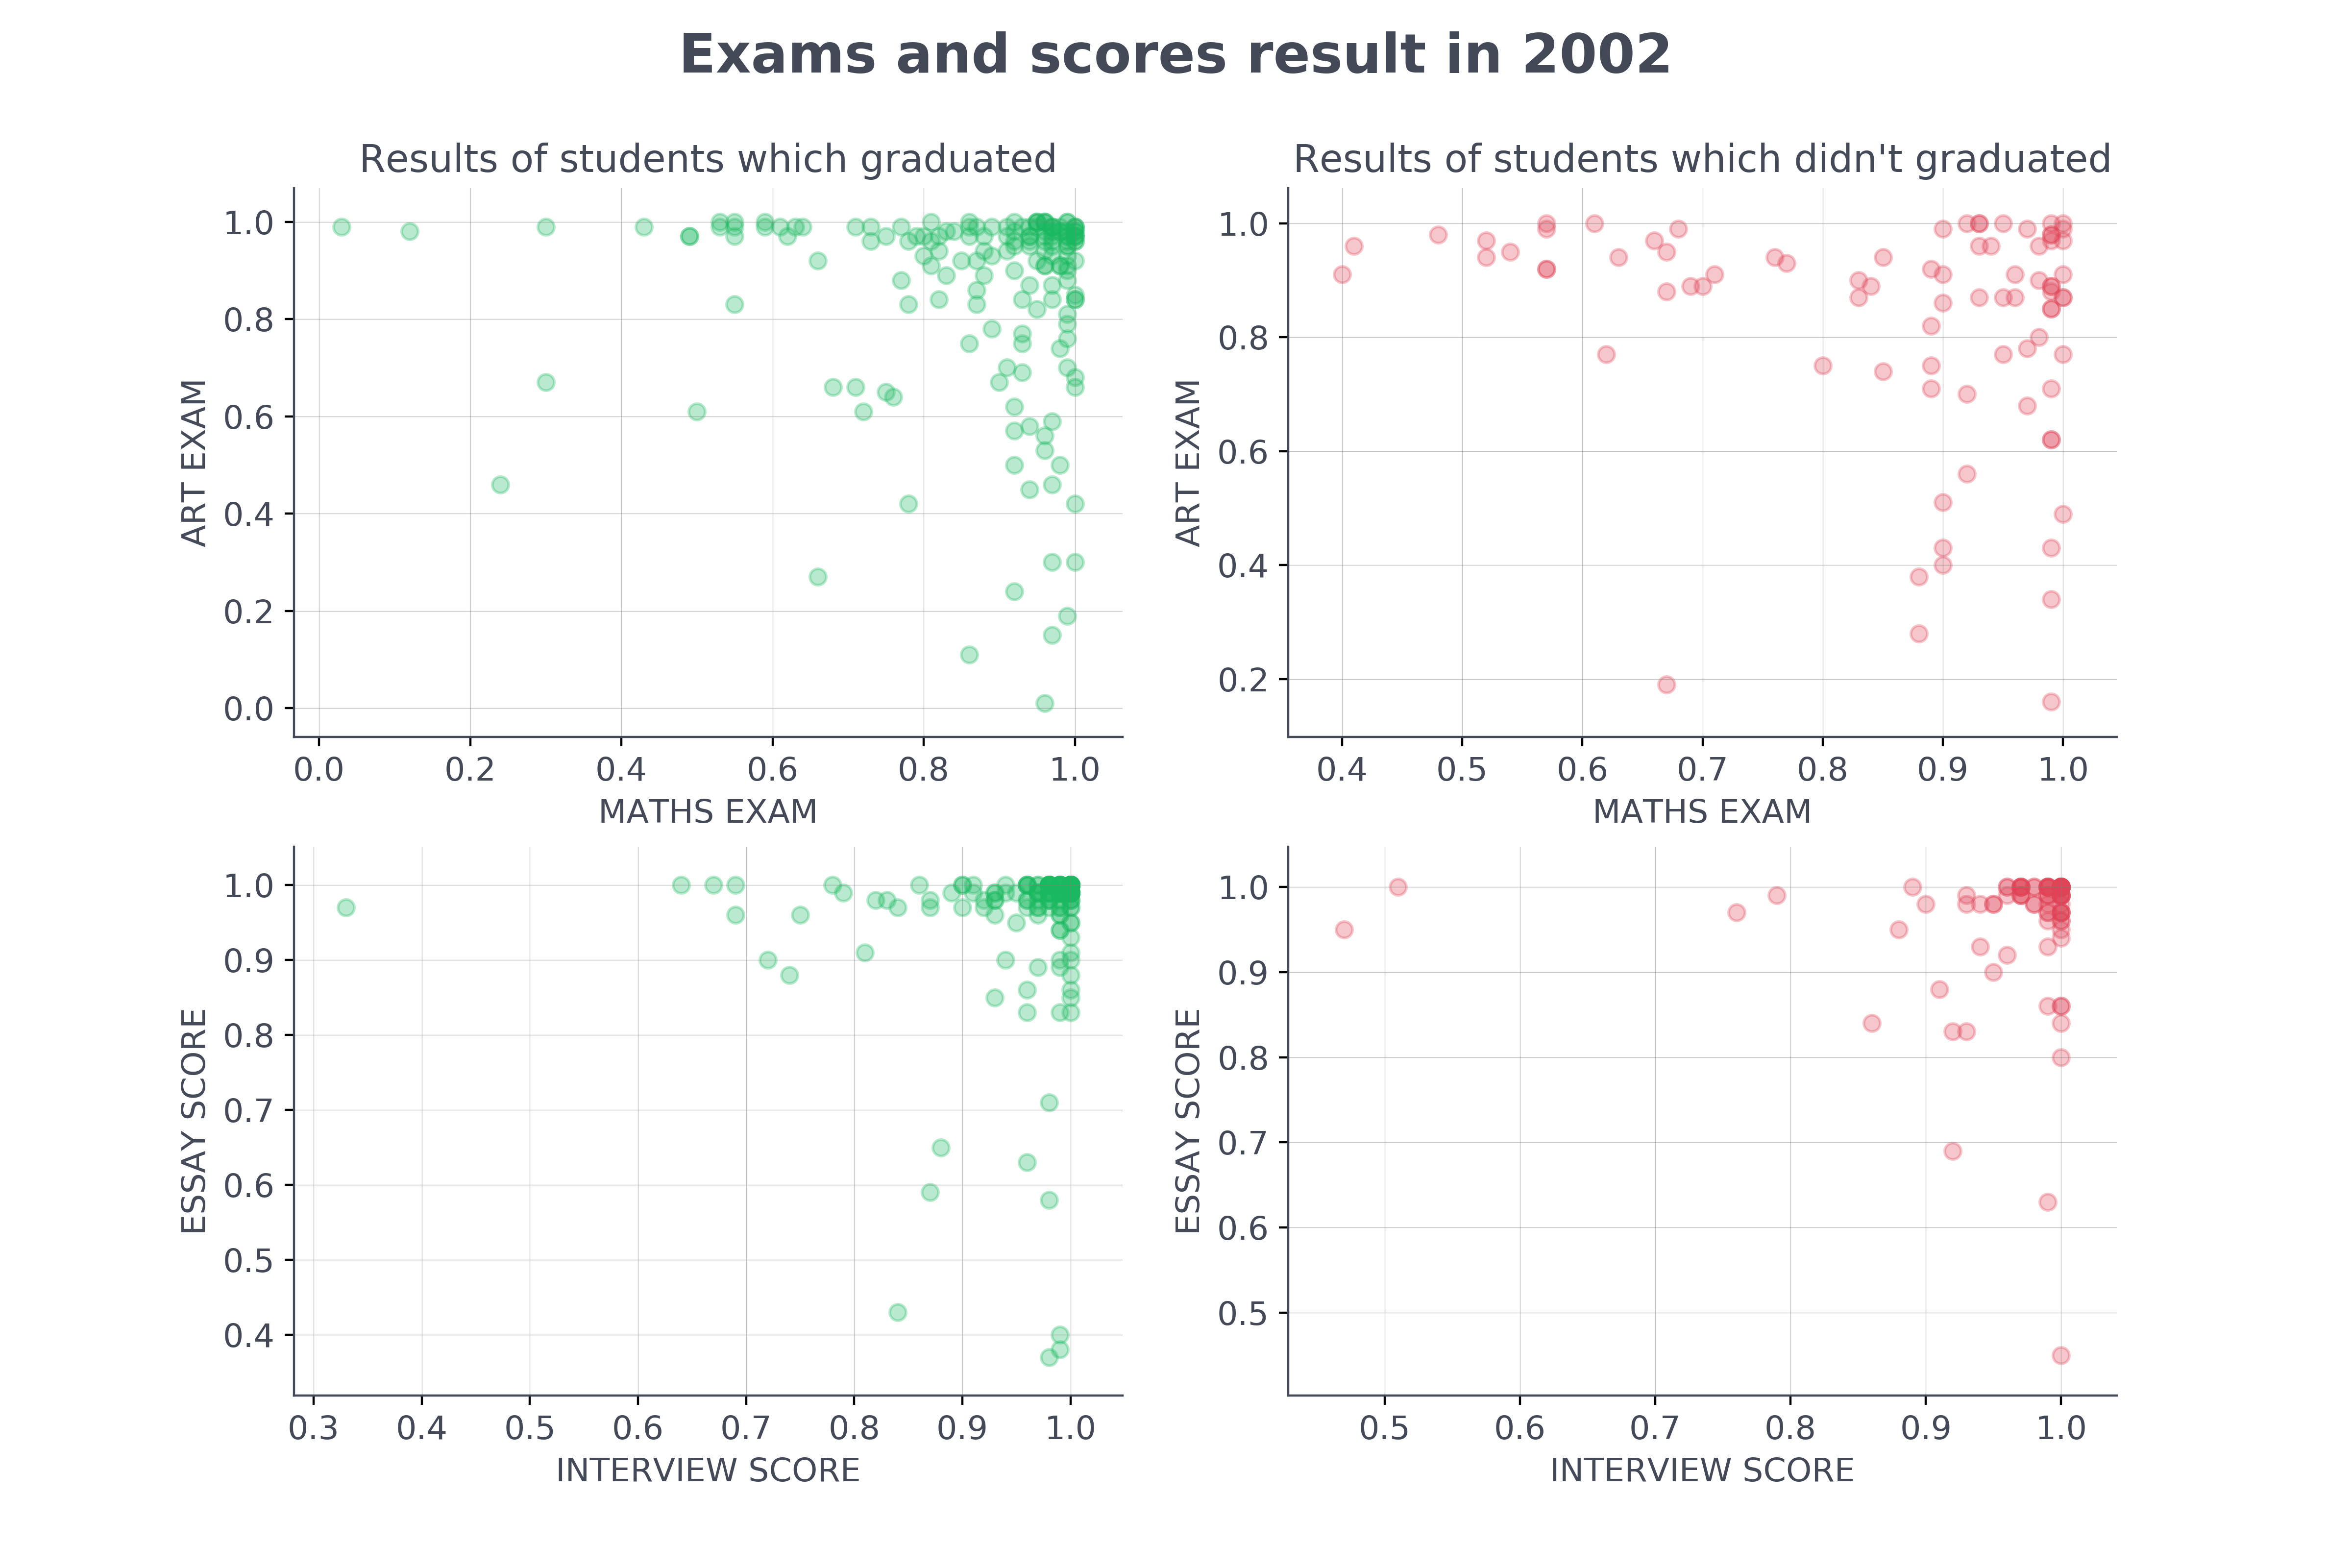 Exams and scores result in 2002
Results of students which graduated
ART EXAM
1.0
0.8
0.6
0.4
0.2
0.0
0.0 0.2 0.4 0.6 0.8 1.0
MATHS EXAM
Results of students which didn't graduated
ART EXAM
1.0
0.8
0.6
0.4
0.2
0.4 0.5 0.6 0.7 0.8 0.9 1.0
MATHS EXAM
ESSAY SCORE
1.0
0.9
0.8
0.7
0.6
0.5
0.4
0.3 0.4 0.5 0.6 0.7 0.8 0.9 1.0
INTERVIEW SCORE
ESSAY SCORE
1.0
0.9
0.8
0.7
0.6
0.5
0.5 0.6 0.7 0.8 0.9 1.0
INTERVIEW SCORE